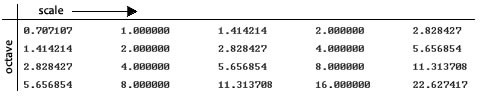 scale
octave
0.707107 1.000000 1.414214 2.000000 2.828427
1.414214 2.000000 2.828427 4.000000 5.656854
2.828427 4.000000 5.656854 8.000000 11.313708
5.656854 8.000000 11.313708 16.000000 22.627417